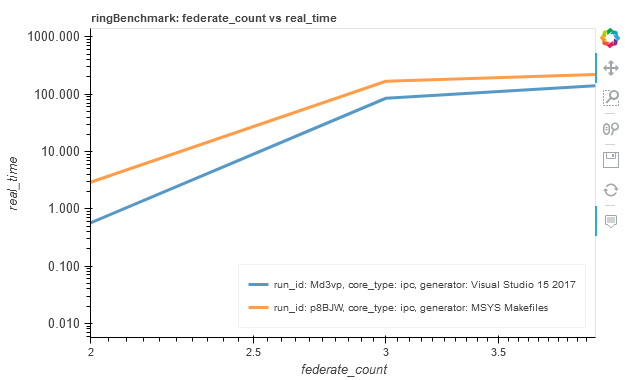 ringBenchmark: federate_count vs real_time
1000.000
100.000
10.000
1.000
0.100
0.010
real_time
run_id: Md3vp, core_type: ipc, generator: Visual Studio 15 2017
run_id: p8BJW, core_type: ipc, generator: MSYS Makefiles
2
2.5
3
3.5
federate_count